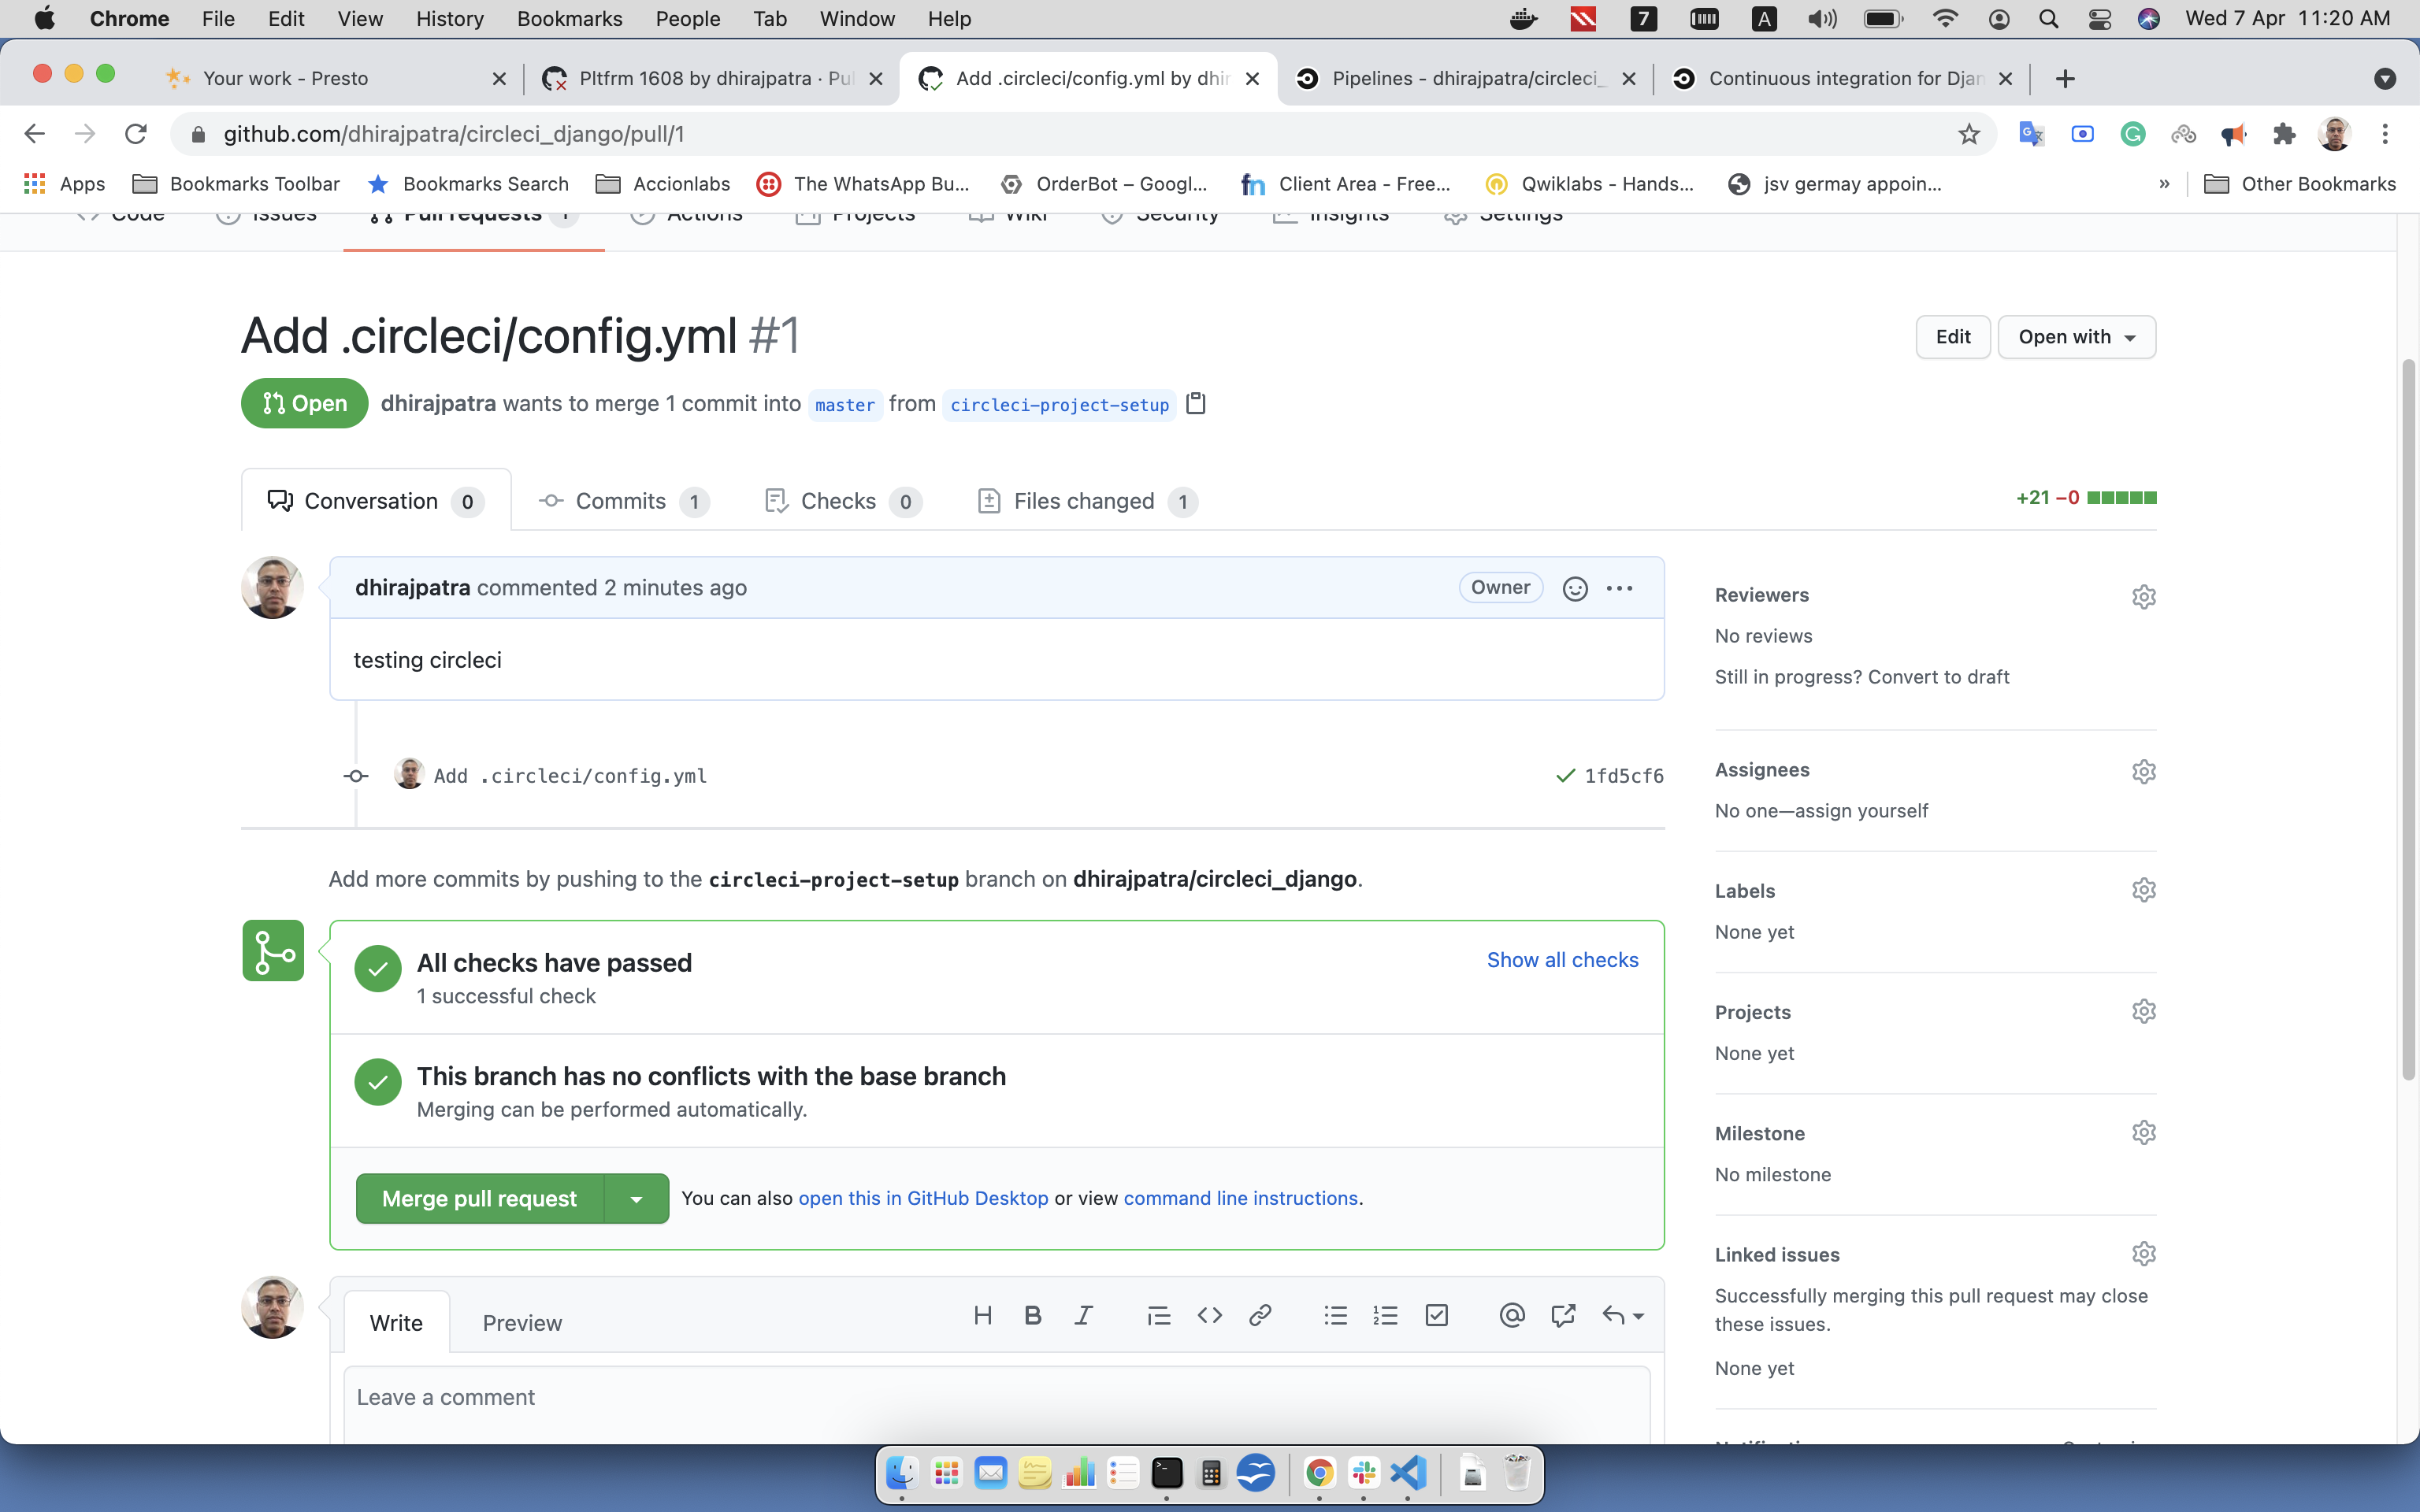 Chrome File Edit View History Bookmarks People Tab Window Help 7 A Wed 7 Apr 11:20 AM
Your work - Presto Pltfrm 1608 by dhirajpatra · Pu Add .circleci/config.yml by dhir Pipelines - dhirajpatra/circleci_ Continuous integration for Djan
github.com/dhirajpatra/circleci_django/pull/1
Apps Bookmarks Toolbar Bookmarks Search Accionlabs The WhatsApp Bu... OrderBot – Googl... fn Client Area - Free... Qwiklabs - Hands... jsv germay appoin... » Other Bookmarks
Code Issues Pull requests 1 Actions Projects Wiki Security Insights Settings
Add .circleci/config.yml #1
Edit Open with
Open dhirajpatra wants to merge 1 commit into master from circleci-project-setup
Conversation 0 Commits 1 Checks 0 Files changed 1 +21 −0
dhirajpatra commented 2 minutes ago Owner
testing circleci
Add .circleci/config.yml 1fd5cf6
Add more commits by pushing to the circleci-project-setup branch on dhirajpatra/circleci_django.
All checks have passed Show all checks
1 successful check
This branch has no conflicts with the base branch
Merging can be performed automatically.
Merge pull request You can also open this in GitHub Desktop or view command line instructions.
Write Preview
Leave a comment
Reviewers
No reviews
Still in progress? Convert to draft
Assignees
No one—assign yourself
Labels
None yet
Projects
None yet
Milestone
No milestone
Linked issues
Successfully merging this pull request may close
these issues.
None yet